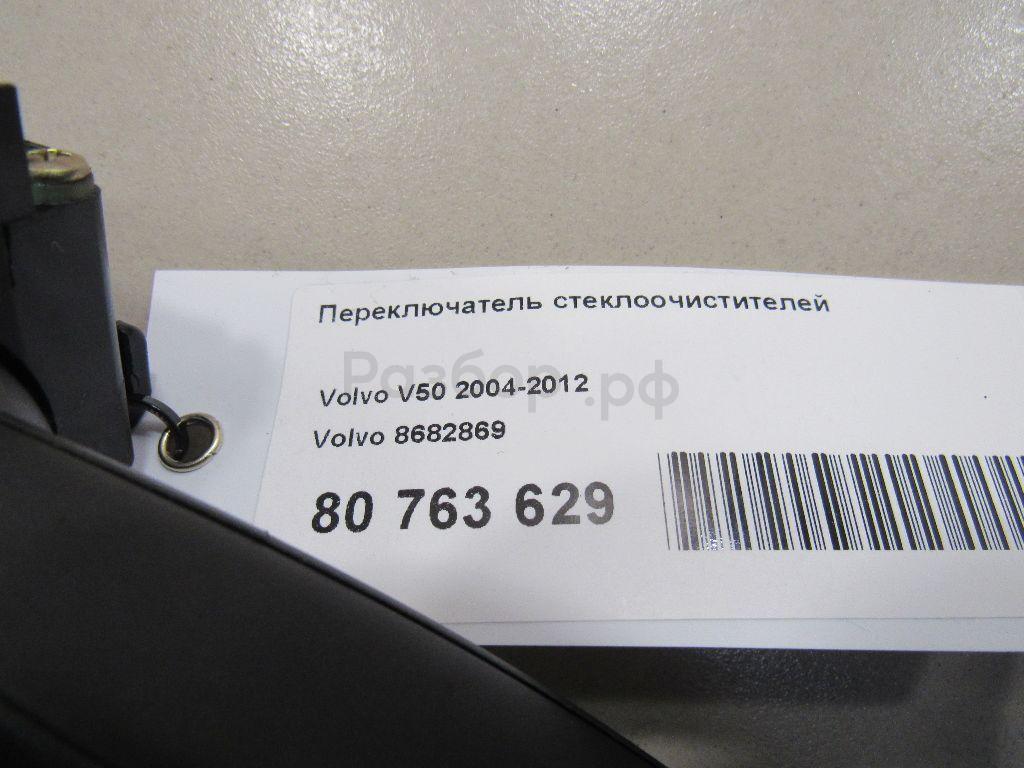 Переключатель стеклоочистителей
Разбор.рф
Volvo V50 2004-2012
Volvo 8682869
80 763 629